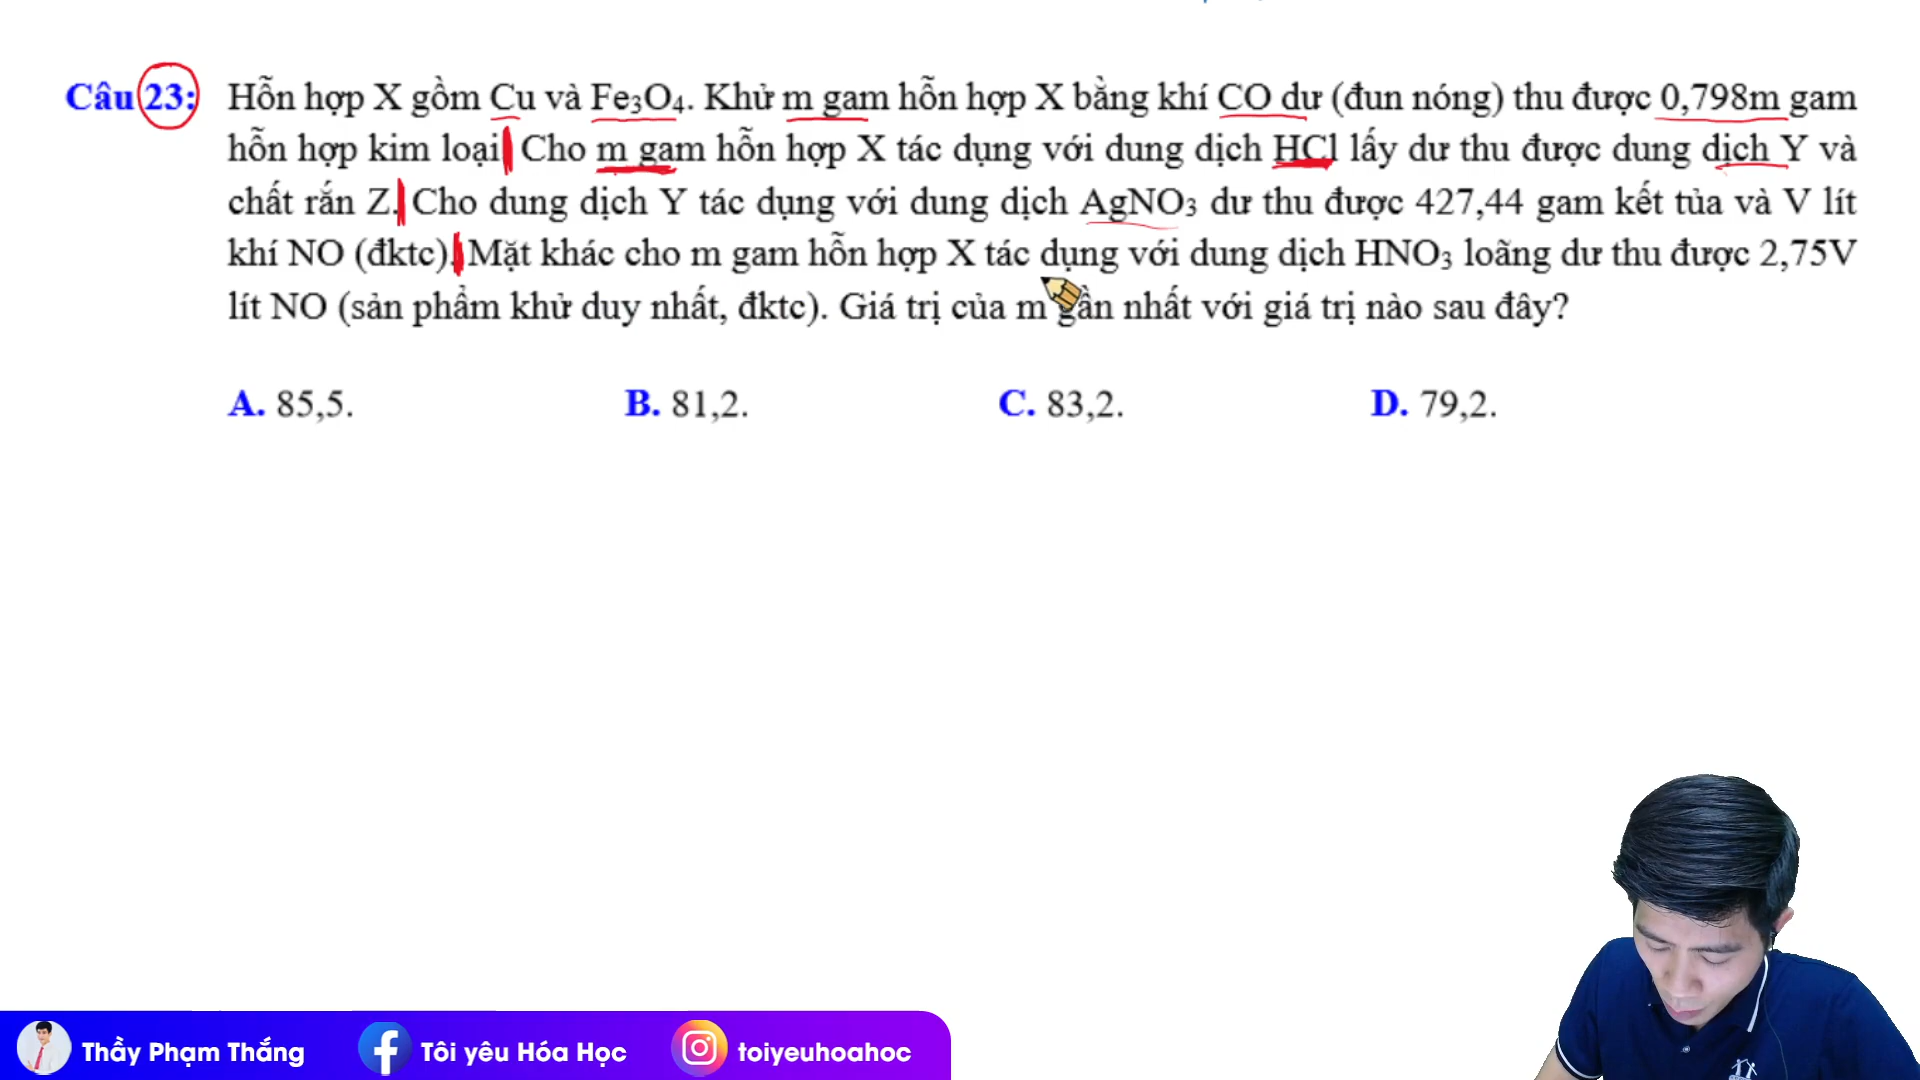 Câu 23: Hỗn hợp X gồm Cu và Fe₃O₄. Khử m gam hỗn hợp X bằng khí CO dư (đun nóng) thu được 0,798m gam
hỗn hợp kim loại. Cho m gam hỗn hợp X tác dụng với dung dịch HCl lấy dư thu được dung dịch Y và
chất rắn Z. Cho dung dịch Y tác dụng với dung dịch AgNO₃ dư thu được 427,44 gam kết tủa và V lít
khí NO (đktc). Mặt khác cho m gam hỗn hợp X tác dụng với dung dịch HNO₃ loãng dư thu được 2,75V
lít NO (sản phẩm khử duy nhất, đktc). Giá trị của m gần nhất với giá trị nào sau đây?
A. 85,5. B. 81,2. C. 83,2. D. 79,2.
Thầy Phạm Thắng Tôi yêu Hóa Học toiyeuhoahoc